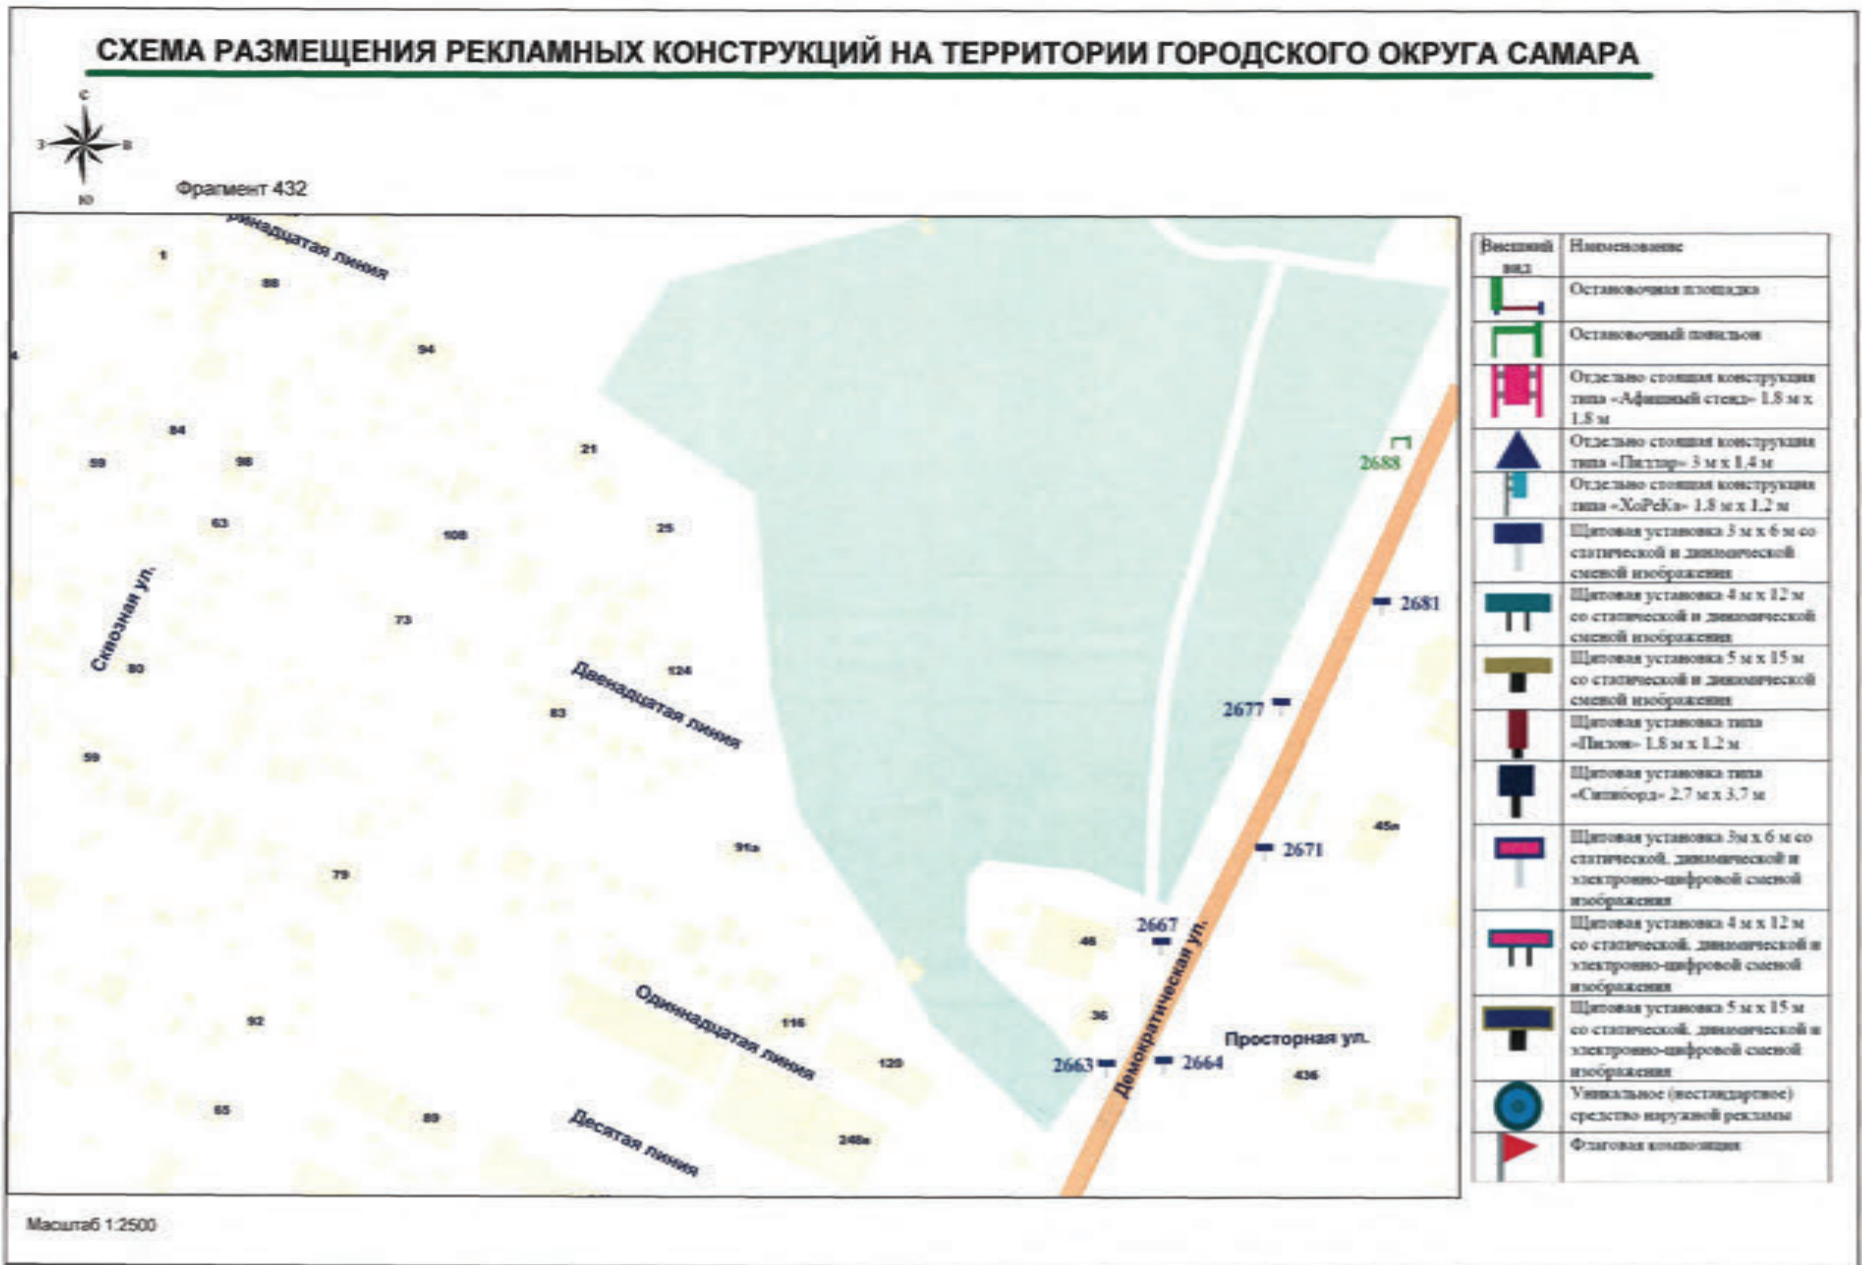 СХЕМА РАЗМЕЩЕНИЯ РЕКЛАМНЫХ КОНСТРУКЦИЙ НА ТЕРРИТОРИИ ГОРОДСКОГО ОКРУГА САМАРА
С
З
В
Ю
Фрагмент 432
ринадцатая линия
1
88
94
4
84
59
98
21
63
108
25
Сквозная ул.
73
80
124
Двенадцатая линия
83
59
91а
79
92
Одиннадцатая линия
116
120
65
89
Десятая линия
248а
2688
2681
2677
2671
45л
2667
46
36
Демократическая ул.
Просторная ул.
2663
2664
436
Внешний
вид
Наименование
Остановочная площадка
Остановочный павильон
Отдельно стоящая конструкция
типа «Афишный стенд» 1.8 м х
1.8 м
Отдельно стоящая конструкция
типа «Пиллар» 3 м х 1.4 м
Отдельно стоящая конструкция
типа «ХоРеКа» 1.8 м х 1.2 м
Щитовая установка 3 м х 6 м со
статической и динамической
сменой изображения
Щитовая установка 4 м х 12 м
со статической и динамической
сменой изображения
Щитовая установка 5 м х 15 м
со статической и динамической
сменой изображения
Щитовая установка типа
«Пилон» 1.8 м х 1.2 м
Щитовая установка типа
«Ситиборд» 2.7 м х 3.7 м
Щитовая установка 3м х 6 м со
статической, динамической и
электронно-цифровой сменой
изображения
Щитовая установка 4 м х 12 м
со статической, динамической и
электронно-цифровой сменой
изображения
Щитовая установка 5 м х 15 м
со статической, динамической и
электронно-цифровой сменой
изображения
Уникальное (нестандартное)
средство наружной рекламы
Флаговая композиция
Масштаб 1:2500